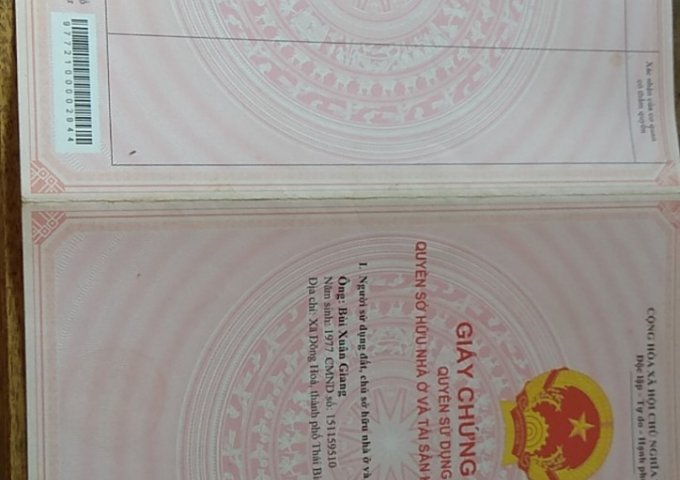 Xác nhận của cơ quan
có thẩm quyền
977210000
CỘNG HÒA XÃ HỘI CHỦ NGHĨA
Độc lập - Tự do - Hạnh
GIẤY CHỨNG
QUYỀN SỬ DỤNG
QUYỀN SỞ HỮU NHÀ Ở VÀ TÀI SẢN
I. Người sử dụng đất, chủ sở hữu nhà ở và
Ông: Bùi Xuân Giang
Năm sinh: 1977 CMND số: 151159510
Địa chỉ: Xã Đông Hoà, thành phố Thái